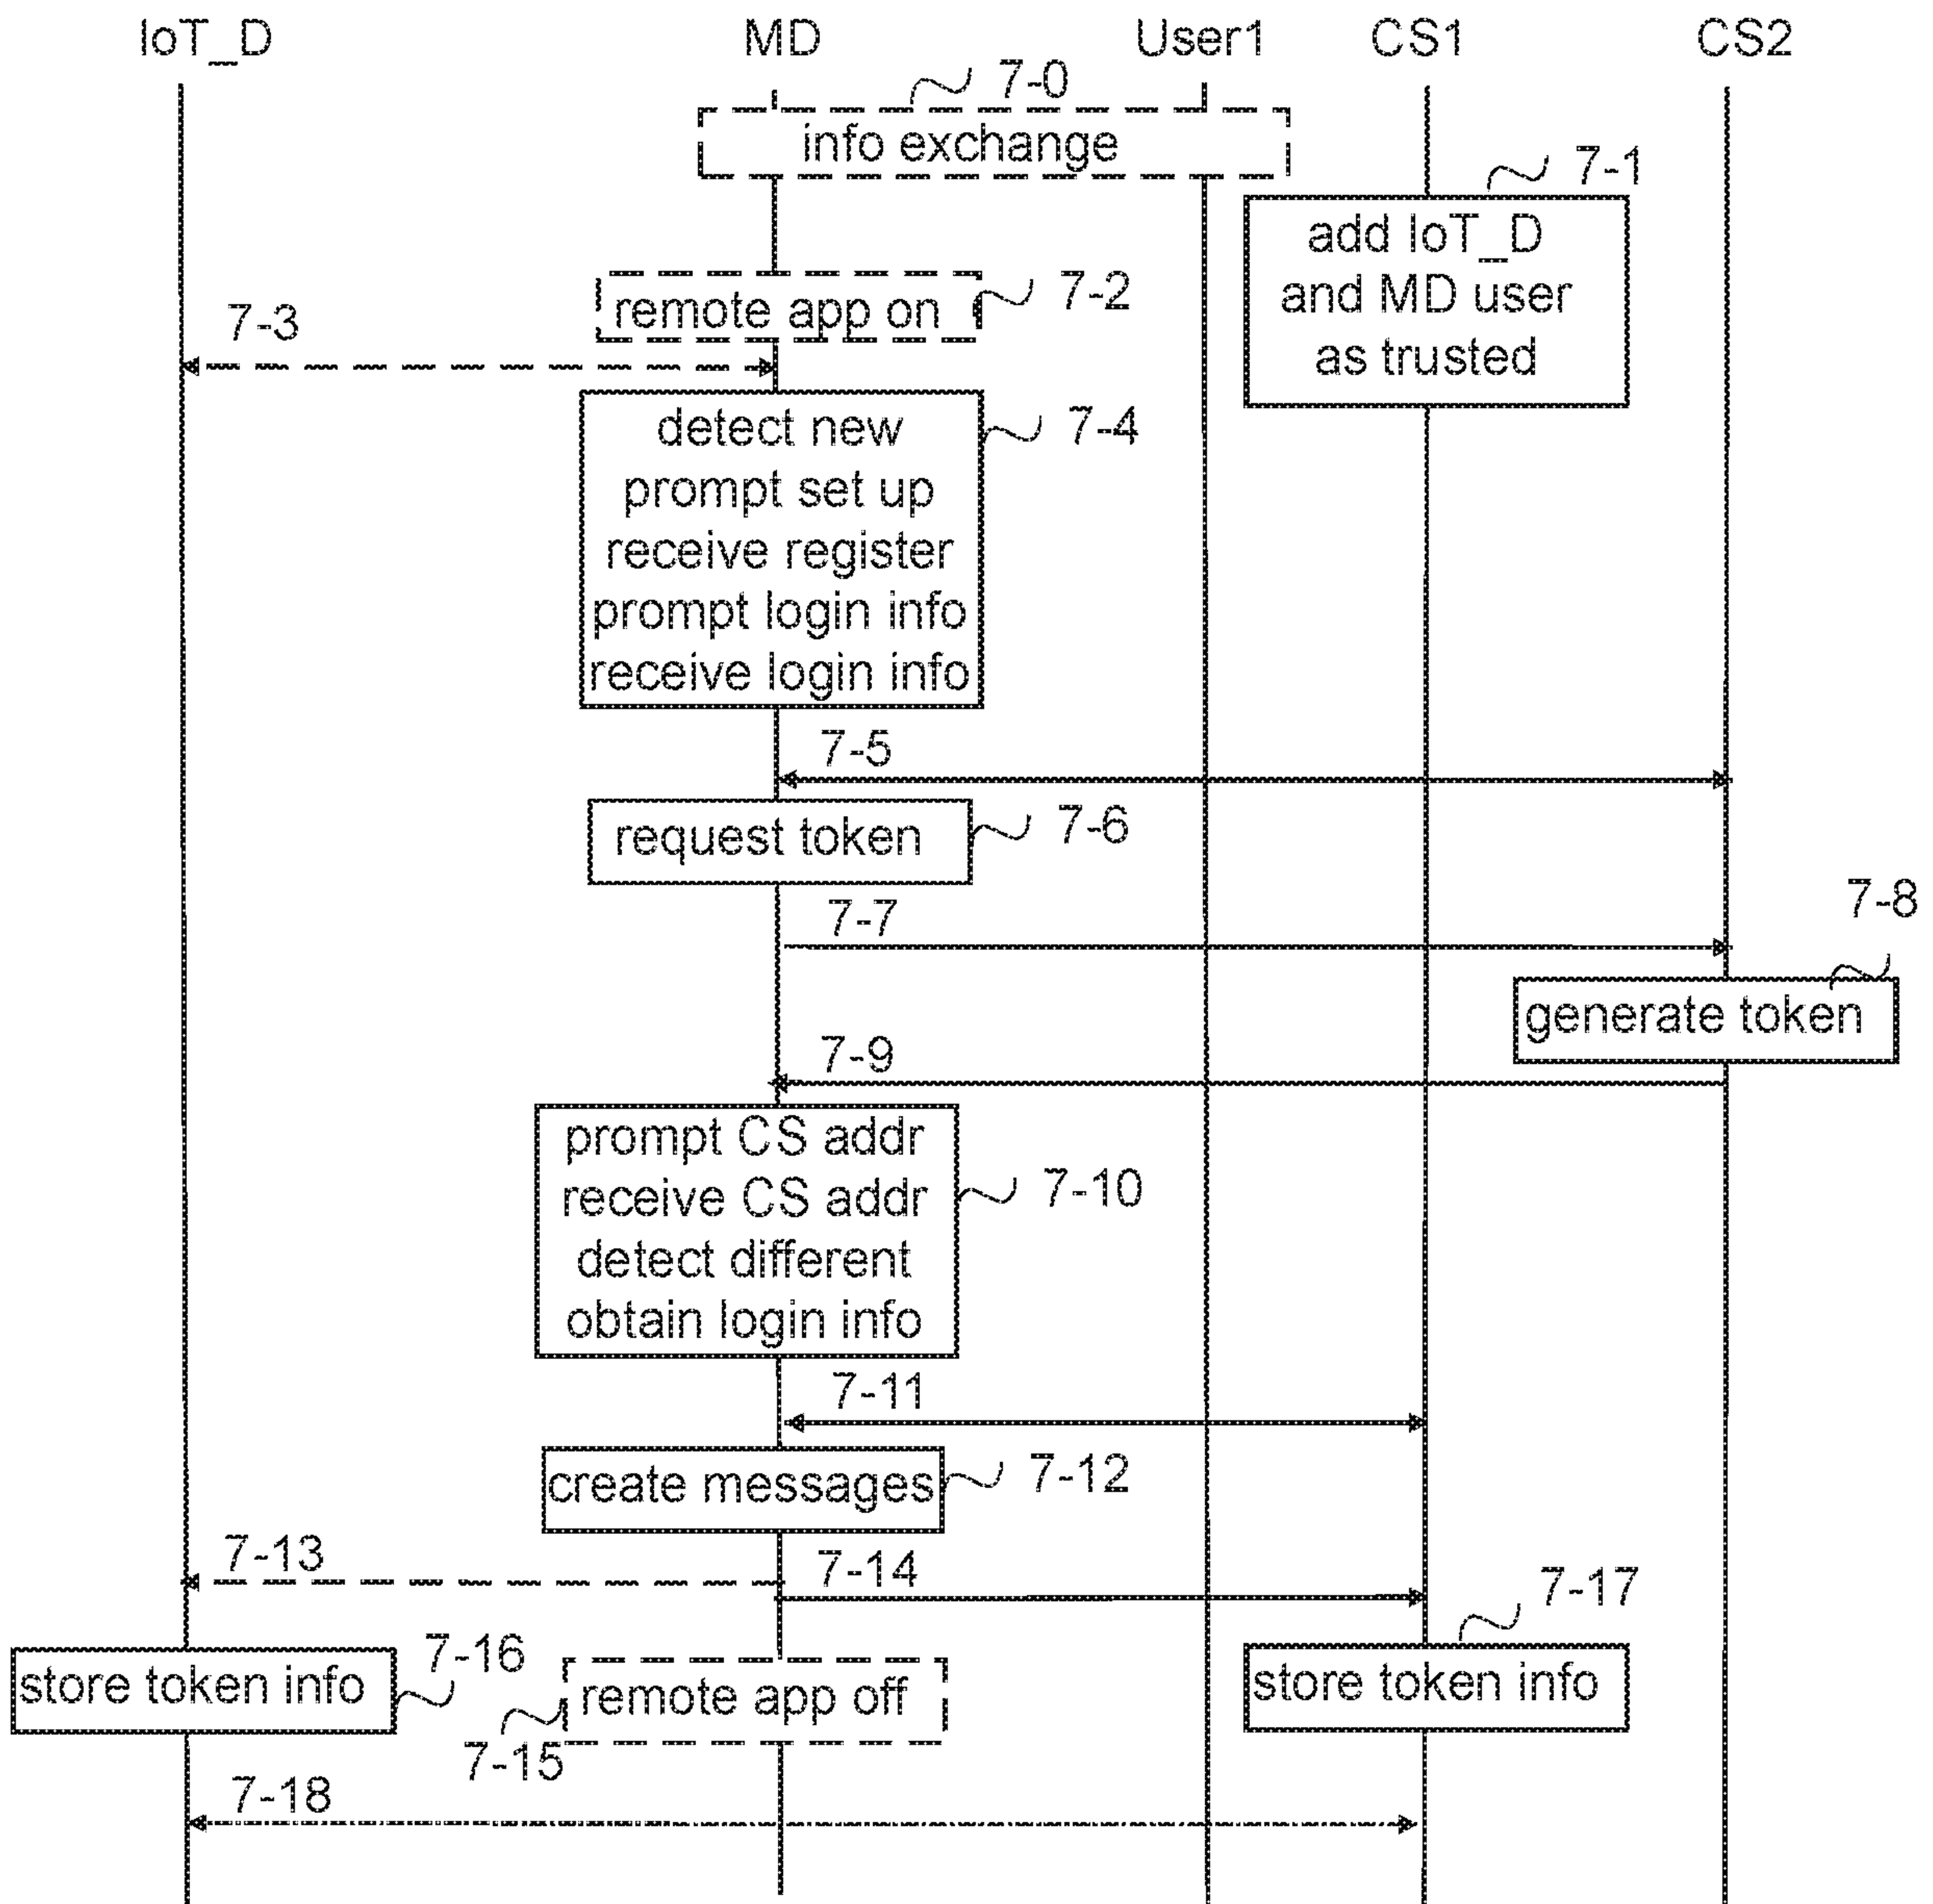 IoT_D
MD
User1
CS1
CS2
7-0
info exchange
7-1
add IoT_D
and MD user
as trusted
7-2
remote app on
7-3
detect new
prompt set up
receive register
prompt login info
receive login info
7-4
7-5
request token
7-6
7-7
7-8
generate token
7-9
prompt CS addr
receive CS addr
detect different
obtain login info
7-10
7-11
create messages
7-12
7-13
7-14
7-17
store token info
7-16
remote app off
7-15
store token info
7-18